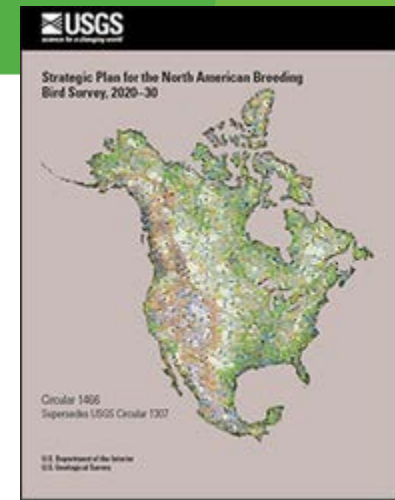 USGS
science for a changing world
Strategic Plan for the North American Breeding
Bird Survey, 2020–30
Circular 1466
Supersedes USGS Circular 1307
U.S. Department of the Interior
U.S. Geological Survey